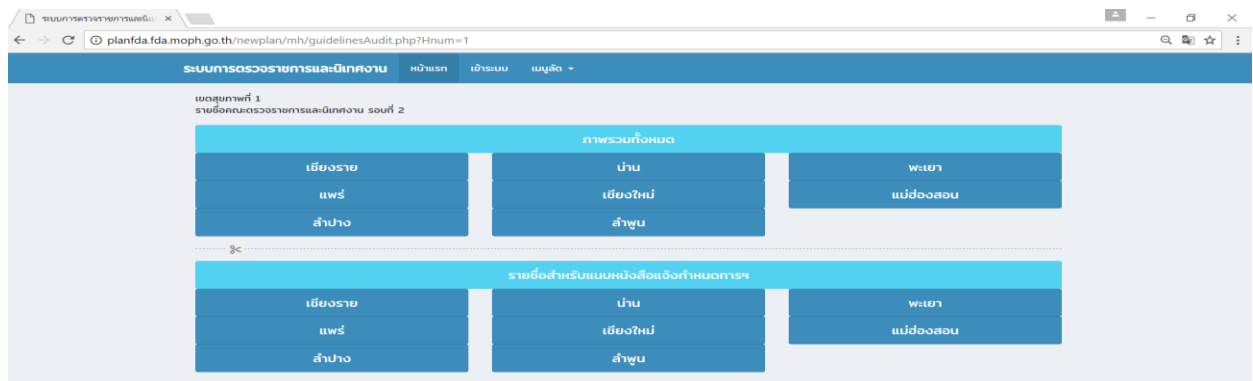 ระบบการตรวจราชการและนิเ
planfda.fda.moph.go.th/newplan/mh/guidelinesAudit.php?Hnum=1
ระบบการตรวจราชการและนิเทศงาน หน้าแรก เข้าระบบ เมนูลัด
เขตสุขภาพที่ 1
รายชื่อคณะตรวจราชการและนิเทศงาน รอบที่ 2
ภาพรวมทั้งหมด
เชียงราย น่าน พะเยา
แพร่ เชียงใหม่ แม่ฮ่องสอน
ลำปาง ลำพูน
รายชื่อสำหรับแนบหนังสือแจ้งกำหนดการฯ
เชียงราย น่าน พะเยา
แพร่ เชียงใหม่ แม่ฮ่องสอน
ลำปาง ลำพูน